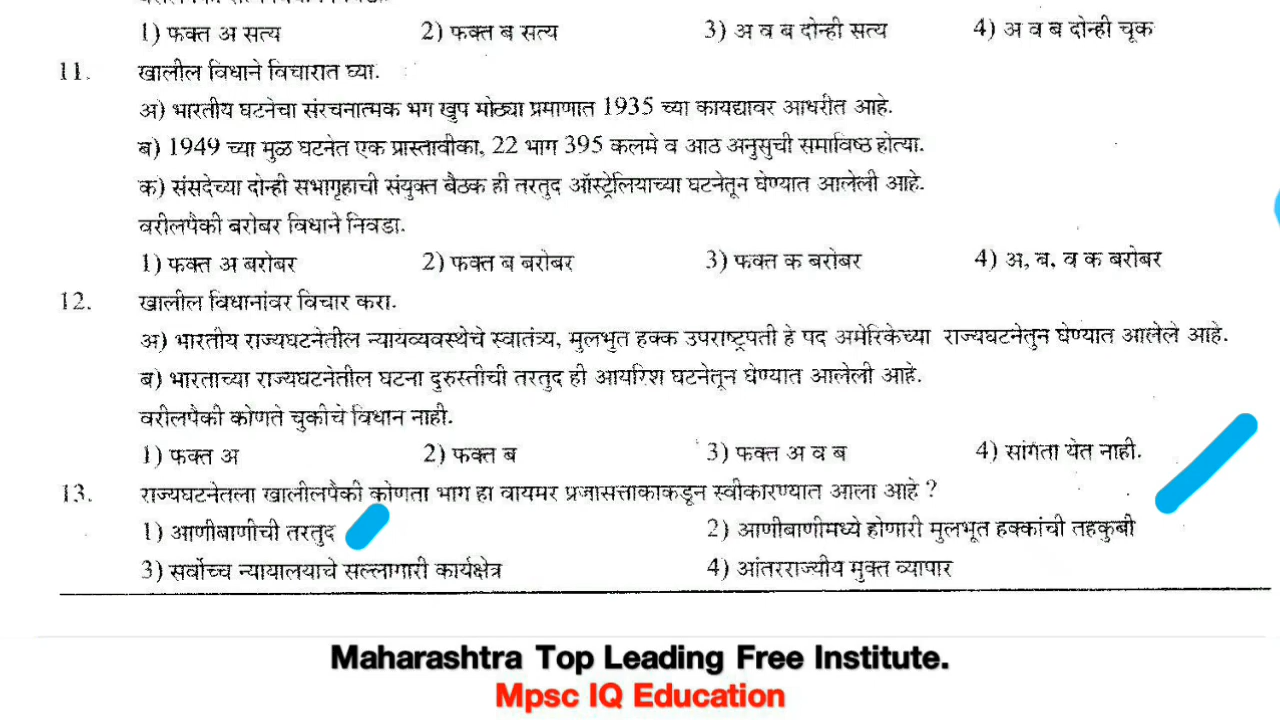 1) फक्त अ सत्य 2) फक्त ब सत्य 3) अ व ब दोन्ही सत्य 4) अ व ब दोन्ही चूक
11. खालील विधाने विचारात घ्या.
अ) भारतीय घटनेचा संरचनात्मक भग खुप मोठ्या प्रमाणात 1935 च्या कायद्यावर आधरीत आहे.
ब) 1949 च्या मुळ घटनेत एक प्रास्तावीका, 22 भाग 395 कलमे व आठ अनुसुची समाविष्ठ होत्या.
क) संसदेच्या दोन्ही सभागृहाची संयुक्त बैठक ही तरतुद ऑस्ट्रेलियाच्या घटनेतून घेण्यात आलेली आहे.
वरीलपैकी बरोबर विधाने निवडा.
1) फक्त अ बरोबर 2) फक्त ब बरोबर 3) फक्त क बरोबर 4) अ, ब, व क बरोबर
12. खालील विधानांवर विचार करा.
अ) भारतीय राज्यघटनेतील न्यायव्यवस्थेचे स्वातंत्र्य, मुलभुत हक्क उपराष्ट्रपती हे पद अमेरिकेच्या राज्यघटनेतुन घेण्यात आलेले आहे.
ब) भारताच्या राज्यघटनेतील घटना दुरुस्तीची तरतुद ही आयरिश घटनेतून घेण्यात आलेली आहे.
वरीलपैकी कोणते चुकीचे विधान नाही.
1) फक्त अ 2) फक्त ब 3) फक्त अ व ब 4) सांगता येत नाही.
13. राज्यघटनेतला खालीलपैकी कोणता भाग हा वायमर प्रजासत्ताकाकडून स्वीकारण्यात आला आहे ?
1) आणीबाणीची तरतुद 2) आणीबाणीमध्ये होणारी मुलभूत हक्कांची तहकुबी
3) सर्वोच्च न्यायालयाचे सल्लागारी कार्यक्षेत्र 4) आंतरराज्यीय मुक्त व्यापार
Maharashtra Top Leading Free Institute.
Mpsc IQ Education